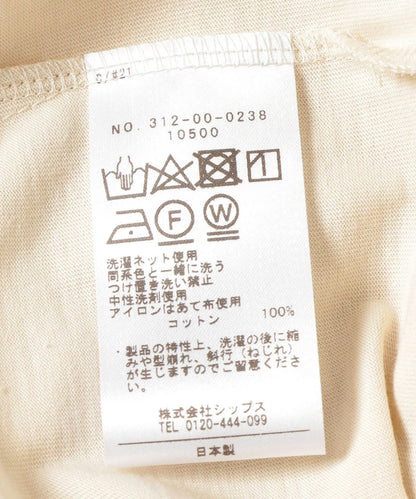 C/#21
NO. 312-00-0238
10500
F W
洗濯ネット使用
同系色と一緒に洗う
つけ置き洗い禁止
中性洗剤使用
アイロンはあて布使用
コットン 100%
・製品の特性上、洗濯の後に縮
みや型崩れ、斜行(ねじれ)
が生じますのでご留意くださ
い。
株式会社シップス
TEL 0120-444-099
日本製